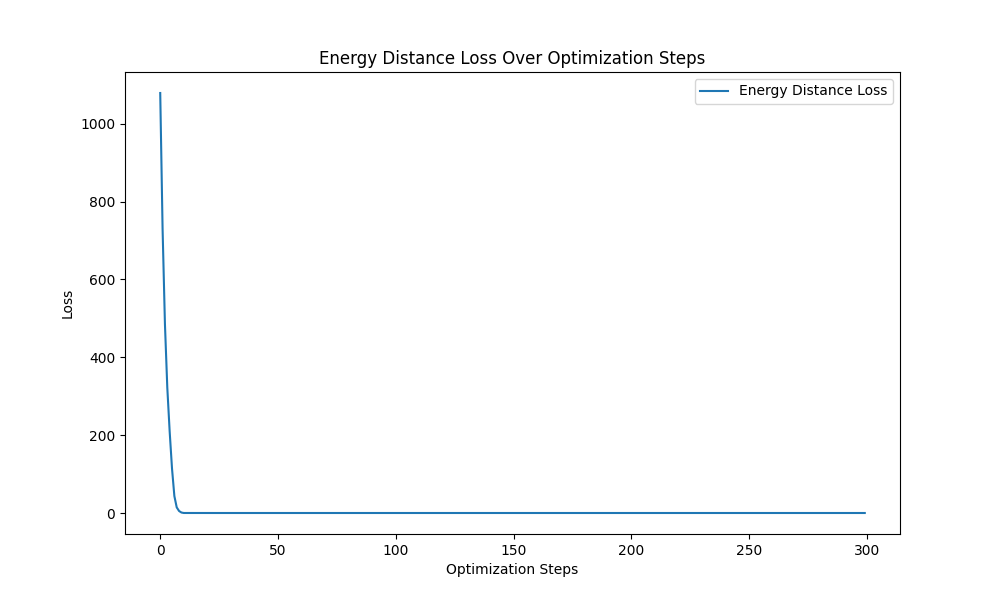 Energy Distance Loss Over Optimization Steps
Energy Distance Loss
1000
800
600
400
200
0
Loss
0 50 100 150 200 250 300
Optimization Steps